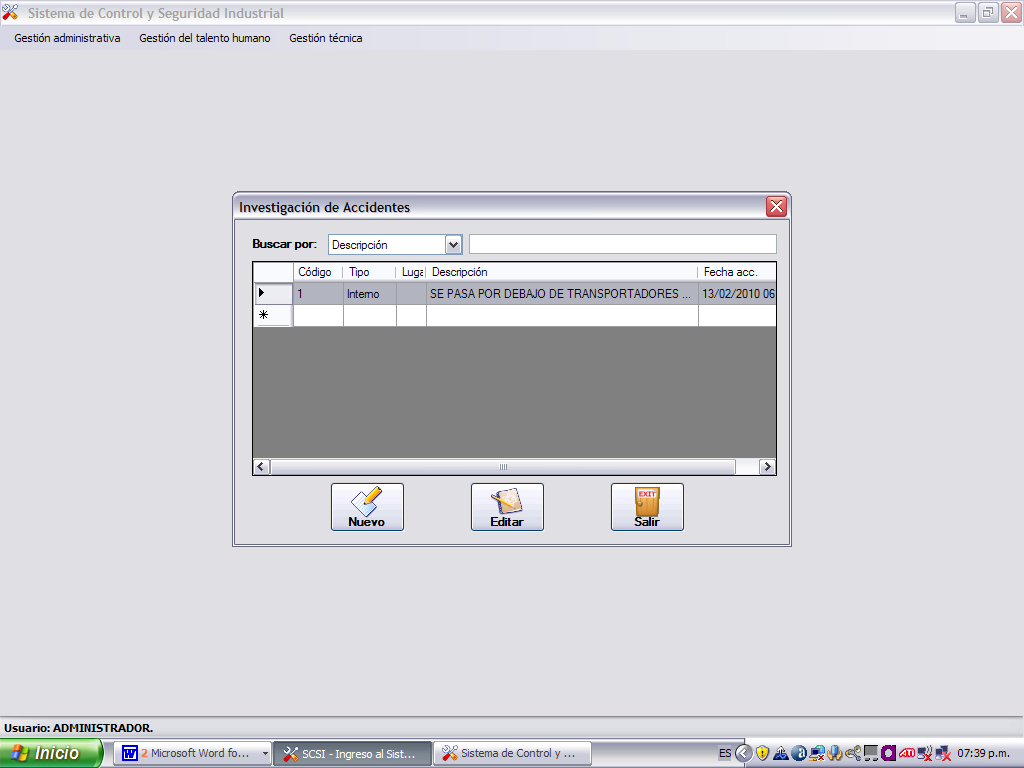 Sistema de Control y Seguridad Industrial
Gestión administrativa Gestión del talento humano Gestión técnica
Investigación de Accidentes
Buscar por: Descripción
Código Tipo Luga Descripción Fecha acc.
1 Interno SE PASA POR DEBAJO DE TRANSPORTADORES ... 13/02/2010 06
*
Nuevo Editar EXIT Salir
Usuario: ADMINISTRADOR.
Inicio 2 Microsoft Word fo... SCSI - Ingreso al Sist... Sistema de Control y ... ES ATI 07:39 p.m.